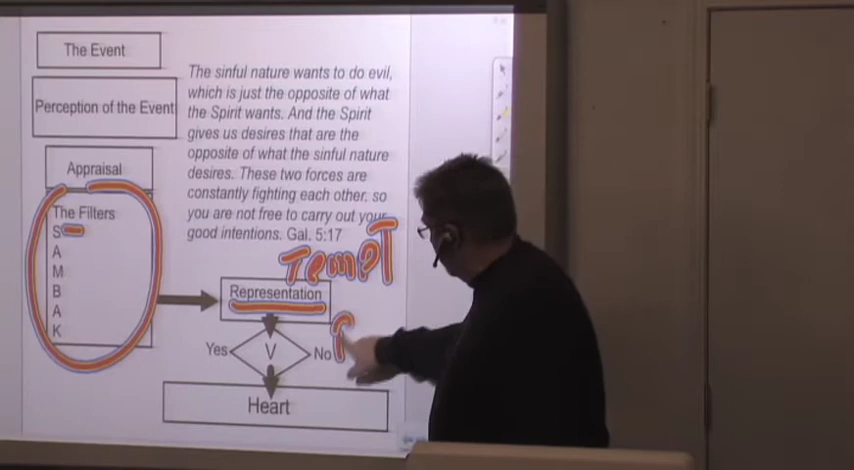 The Event
Perception of the Event
Appraisal
The Filters
S
A
M
B
A
K
The sinful nature wants to do evil,
which is just the opposite of what
the Spirit wants. And the Spirit
gives us desires that are the
opposite of what the sinful nature
desires. These two forces are
constantly fighting each other, so
you are not free to carry out your
good intentions. Gal. 5:17
TempT
Representation
Yes
V
No
Heart